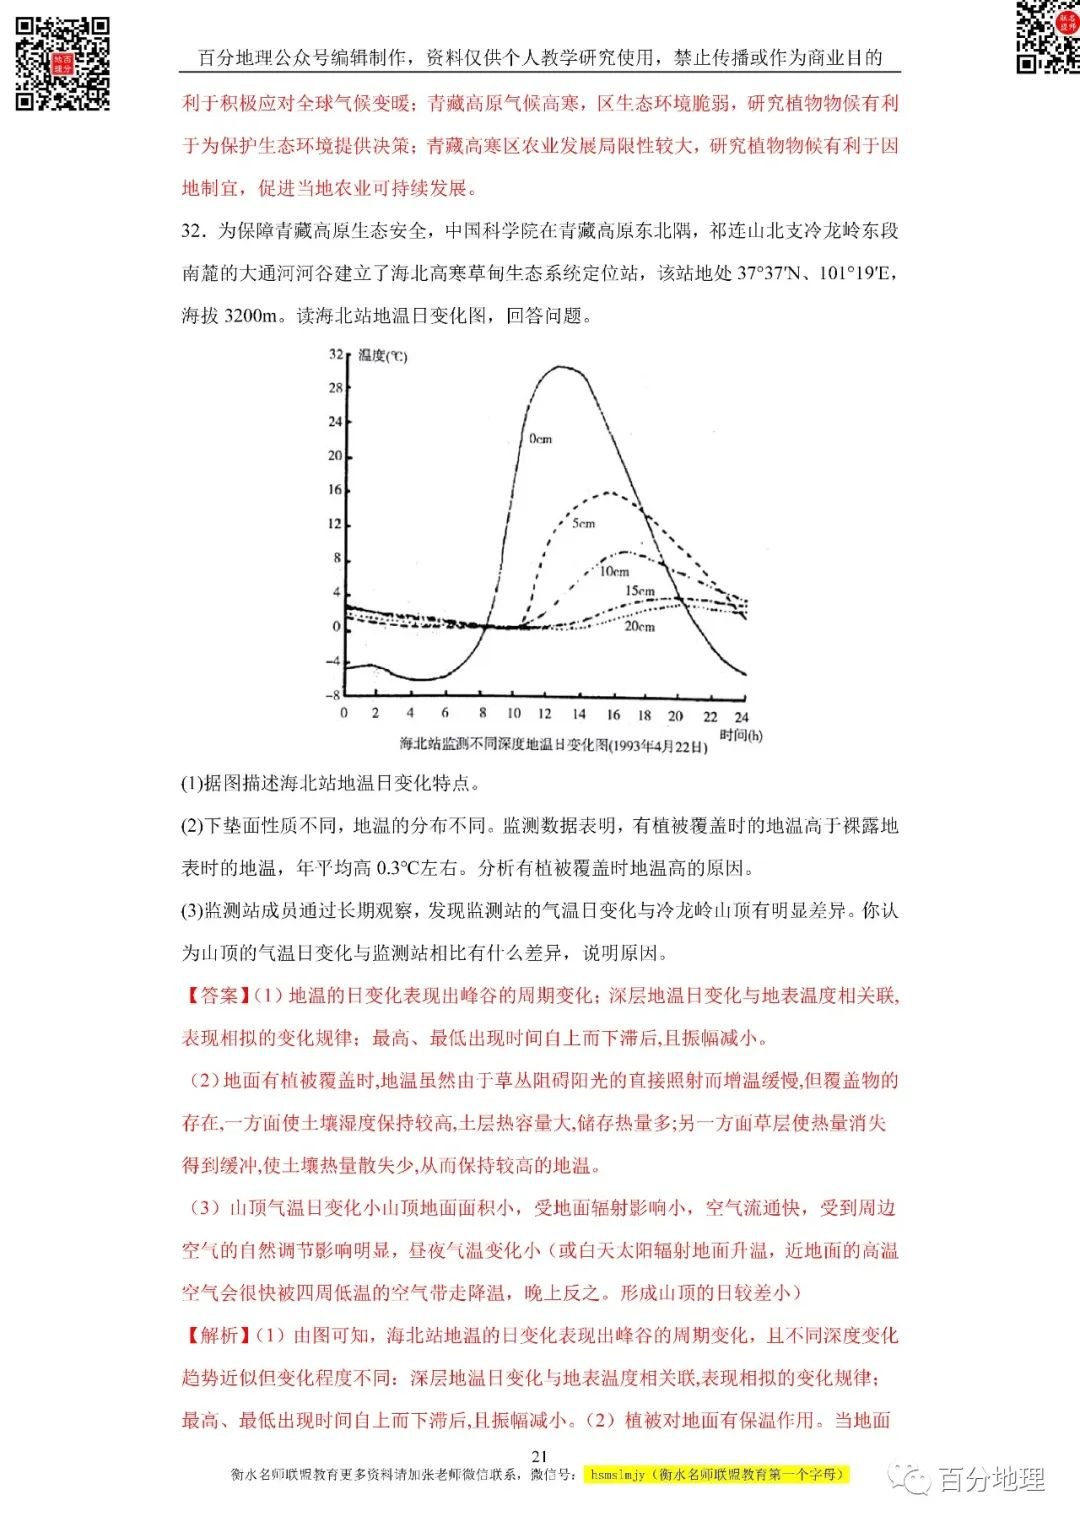 百分地理公众号编辑制作，资料仅供个人教学研究使用，禁止传播或作为商业目的
利于积极应对全球气候变暖；青藏高原气候高寒，区生态环境脆弱，研究植物物候有利
于为保护生态环境提供决策；青藏高寒区农业发展局限性较大，研究植物物候有利于因
地制宜，促进当地农业可持续发展。
32．为保障青藏高原生态安全，中国科学院在青藏高原东北隅，祁连山北支冷龙岭东段
南麓的大通河河谷建立了海北高寒草甸生态系统定位站，该站地处 37°37′N、101°19′E，
海拔 3200m。读海北站地温日变化图，回答问题。
32 温度(℃)
28
24
20
16
12
8
4
0
-4
-8
0cm
5cm
10cm
15cm
20cm
0 2 4 6 8 10 12 14 16 18 20 22 24
时间(h)
海北站监测不同深度地温日变化图(1993年4月22日)
(1)据图描述海北站地温日变化特点。
(2)下垫面性质不同，地温的分布不同。监测数据表明，有植被覆盖时的地温高于裸露地
表时的地温，年平均高 0.3℃左右。分析有植被覆盖时地温高的原因。
(3)监测站成员通过长期观察，发现监测站的气温日变化与冷龙岭山顶有明显差异。你认
为山顶的气温日变化与监测站相比有什么差异，说明原因。
【答案】（1）地温的日变化表现出峰谷的周期变化；深层地温日变化与地表温度相关联,
表现相拟的变化规律；最高、最低出现时间自上而下滞后,且振幅减小。
（2）地面有植被覆盖时,地温虽然由于草丛阻碍阳光的直接照射而增温缓慢,但覆盖物的
存在,一方面使土壤湿度保持较高,土层热容量大,储存热量多;另一方面草层使热量消失
得到缓冲,使土壤热量散失少,从而保持较高的地温。
（3）山顶气温日变化小山顶地面面积小，受地面辐射影响小，空气流通快，受到周边
空气的自然调节影响明显，昼夜气温变化小（或白天太阳辐射地面升温，近地面的高温
空气会很快被四周低温的空气带走降温，晚上反之。形成山顶的日较差小）
【解析】（1）由图可知，海北站地温的日变化表现出峰谷的周期变化，且不同深度变化
趋势近似但变化程度不同：深层地温日变化与地表温度相关联,表现相拟的变化规律；
最高、最低出现时间自上而下滞后,且振幅减小。（2）植被对地面有保温作用。当地面
21
衡水名师联盟教育更多资料请加张老师微信联系，微信号： hsmslmjy（衡水名师联盟教育第一个字母）
百分地理